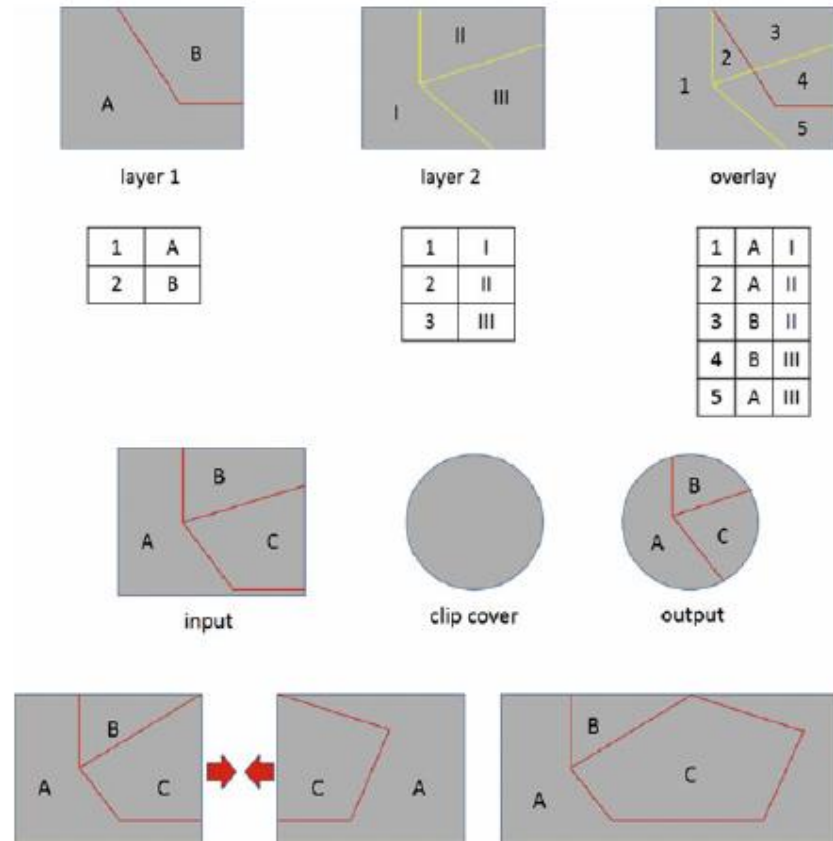 B
A
II
I
III
3
2
1
4
5
layer 1
layer 2
overlay
1 A
2 B
1 I
2 II
3 III
1 A I
2 A II
3 B II
4 B III
5 A III
B
A
C
B
A
C
input
clip cover
output
B
A
C
C
A
B
C
A